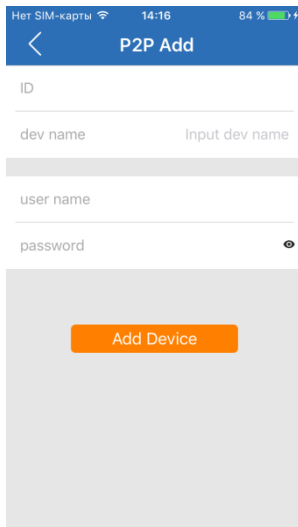 Нет SIM-карты 14:16 84 %
P2P Add
ID
dev name Input dev name
user name
password
Add Device